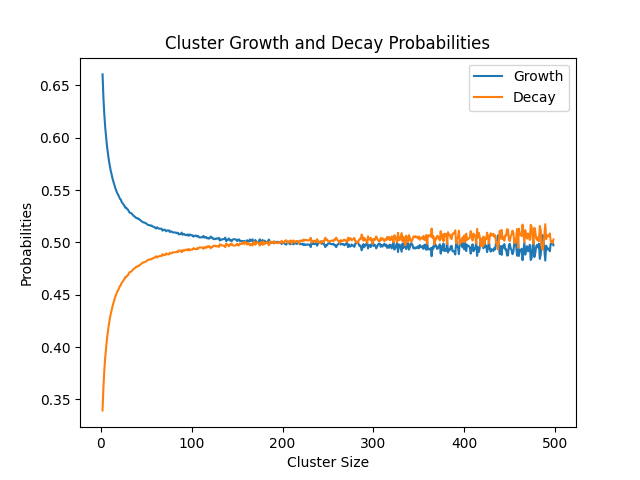 Cluster Growth and Decay Probabilities
Growth
Decay
Probabilities
0.65
0.60
0.55
0.50
0.45
0.40
0.35
0
100
200
300
400
500
Cluster Size